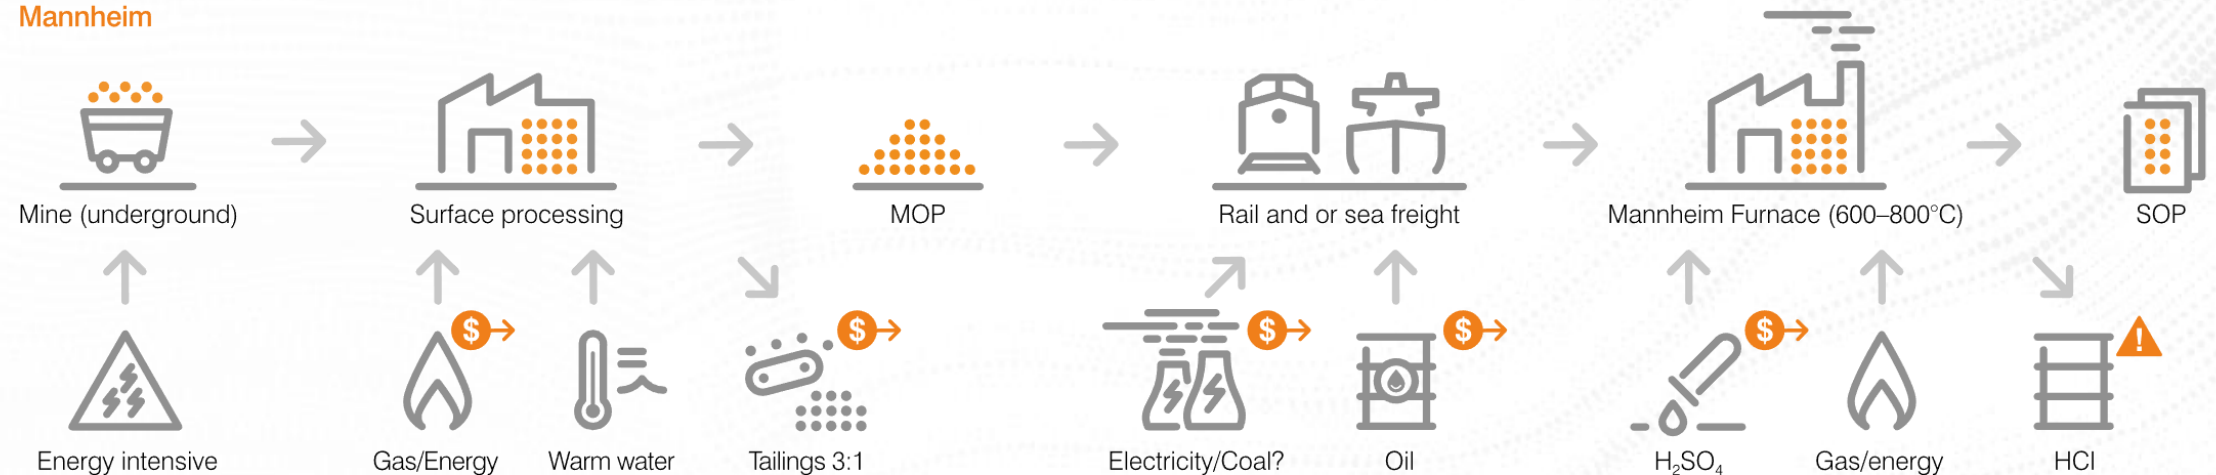 Mannheim
Mine (underground)
Surface processing
MOP
Rail and or sea freight
Mannheim Furnace (600–800°C)
SOP
$
$
$
$
$
!
Energy intensive
Gas/Energy
Warm water
Tailings 3:1
Electricity/Coal?
Oil
H₂SO₄
Gas/energy
HCl